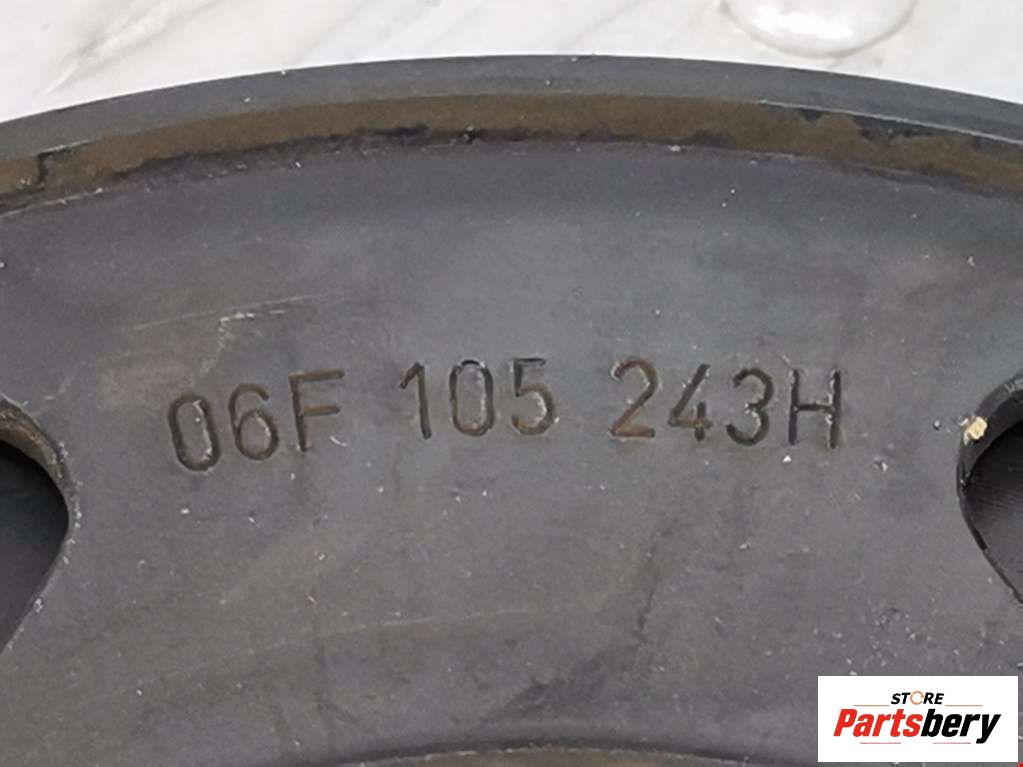 06F 105 243H
STORE
Partsbery